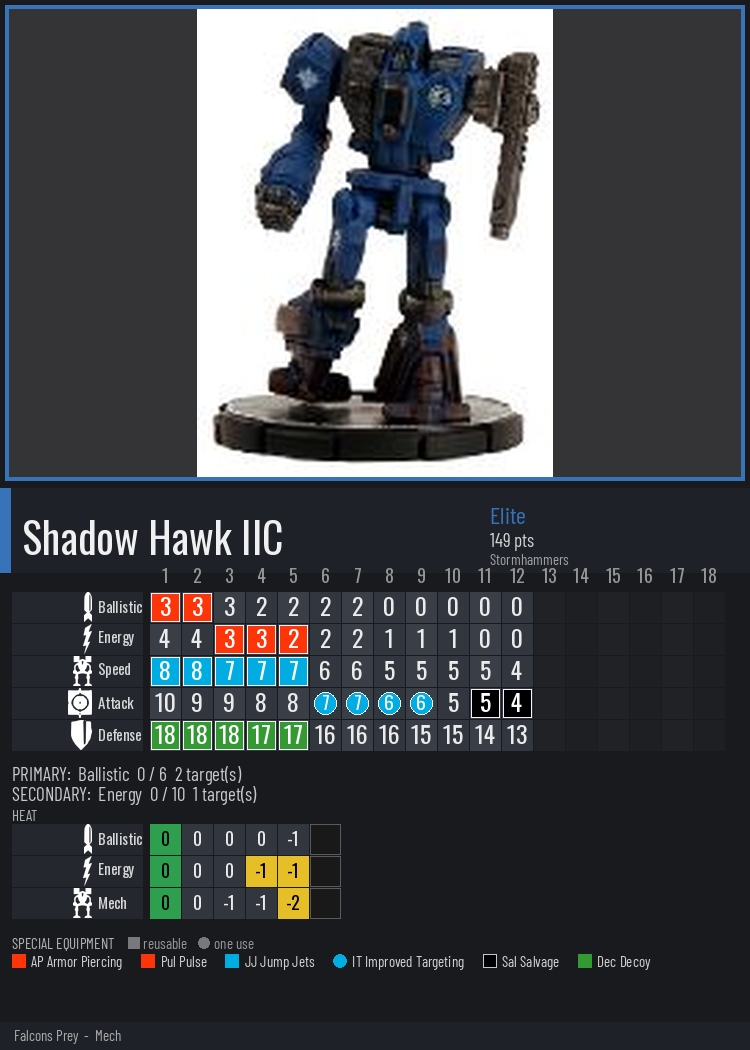 Shadow Hawk IIC
Elite
149 pts
Stormhammers
1 2 3 4 5 6 7 8 9 10 11 12 13 14 15 16 17 18
Ballistic 3 3 3 2 2 2 2 0 0 0 0 0
Energy 4 4 3 3 2 2 2 1 1 1 0 0
Speed 8 8 7 7 7 6 6 5 5 5 5 4
Attack 10 9 9 8 8 7 7 6 6 5 5 4
Defense 18 18 18 17 17 16 16 16 15 15 14 13
PRIMARY: Ballistic 0 / 6 2 target(s)
SECONDARY: Energy 0 / 10 1 target(s)
HEAT
Ballistic 0 0 0 0 -1
Energy 0 0 0 -1 -1
Mech 0 0 -1 -1 -2
SPECIAL EQUIPMENT reusable one use
AP Armor Piercing Pul Pulse JJ Jump Jets IT Improved Targeting Sal Salvage Dec Decoy
Falcons Prey - Mech